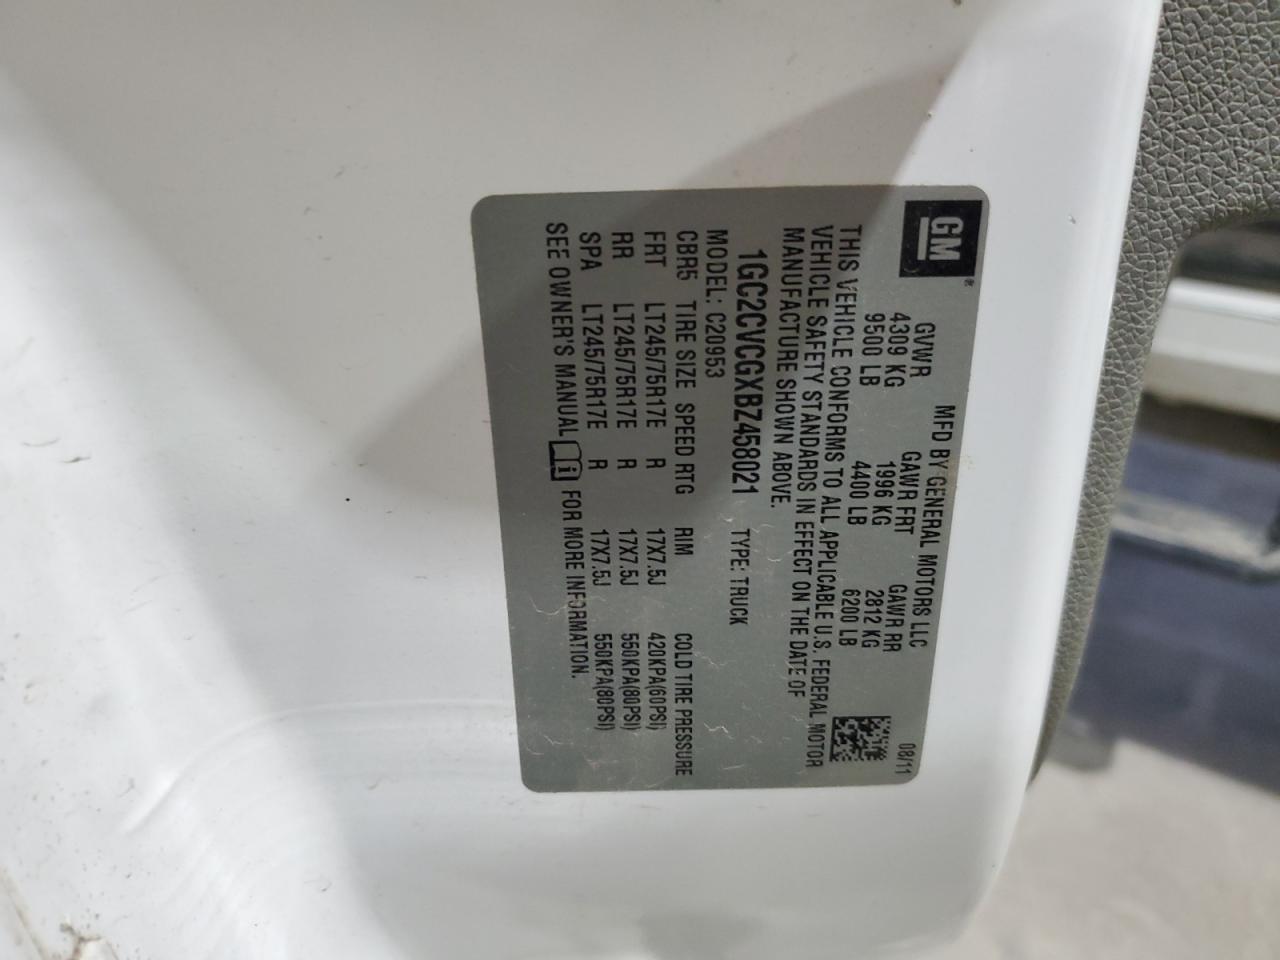 GM®
MFD BY GENERAL MOTORS LLC 08/11
GVWR GAWR FRT GAWR RR
4309 KG 1996 KG 2812 KG
9500 LB 4400 LB 6200 LB
THIS VEHICLE CONFORMS TO ALL APPLICABLE U.S. FEDERAL MOTOR
VEHICLE SAFETY STANDARDS IN EFFECT ON THE DATE OF
MANUFACTURE SHOWN ABOVE.
1GC2CVCGXBZ458021 TYPE: TRUCK
MODEL: C20953
CBR5 TIRE SIZE SPEED RTG RIM COLD TIRE PRESSURE
FRT LT245/75R17E R 17X7.5J 420KPA(60PSI)
RR LT245/75R17E R 17X7.5J 550KPA(80PSI)
SPA LT245/75R17E R 17X7.5J 550KPA(80PSI)
SEE OWNER'S MANUAL i FOR MORE INFORMATION.